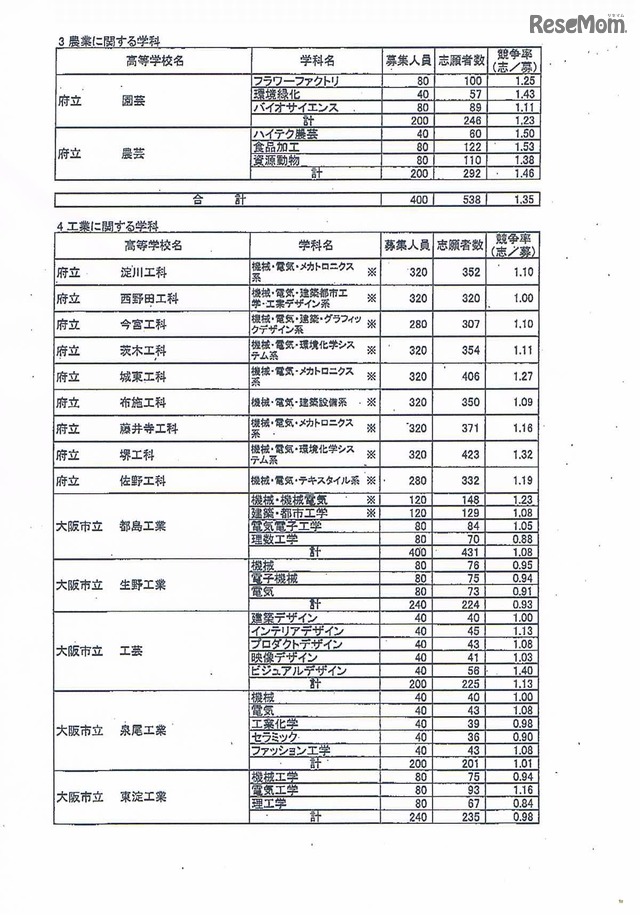 リセマム
ReseMom
3 農業に関する学科
高等学校名 学科名 募集人員 志願者数 競争率(志/募)
府立 園芸 フラワーファクトリ 80 100 1.25
環境緑化 40 57 1.43
バイオサイエンス 80 89 1.11
計 200 246 1.23
府立 農芸 ハイテク農芸 40 60 1.50
食品加工 80 122 1.53
資源動物 80 110 1.38
計 200 292 1.46
合計 400 538 1.35
4 工業に関する学科
高等学校名 学科名 募集人員 志願者数 競争率(志/募)
府立 淀川工科 機械・電気・メカトロニクス系 ※ 320 352 1.10
府立 西野田工科 機械・電気・建築都市工学・工業デザイン系 ※ 320 320 1.00
府立 今宮工科 機械・電気・建築・グラフィックデザイン系 ※ 280 307 1.10
府立 茨木工科 機械・電気・環境化学システム系 ※ 320 354 1.11
府立 城東工科 機械・電気・メカトロニクス系 ※ 320 406 1.27
府立 布施工科 機械・電気・建築設備系 ※ 320 350 1.09
府立 藤井寺工科 機械・電気・メカトロニクス系 ※ 320 371 1.16
府立 堺工科 機械・電気・環境化学システム系 ※ 320 423 1.32
府立 佐野工科 機械・電気・テキスタイル系 ※ 280 332 1.19
大阪市立 都島工業 機械・機械電気 ※ 120 148 1.23
建築・都市工学 ※ 120 129 1.08
電気電子工学 80 84 1.05
理数工学 80 70 0.88
計 400 431 1.08
大阪市立 生野工業 機械 80 76 0.95
電子機械 80 75 0.94
電気 80 73 0.91
計 240 224 0.93
大阪市立 工芸 建築デザイン 40 40 1.00
インテリアデザイン 40 45 1.13
プロダクトデザイン 40 43 1.08
映像デザイン 40 41 1.03
ビジュアルデザイン 40 56 1.40
計 200 225 1.13
大阪市立 泉尾工業 機械 40 40 1.00
電気 40 43 1.08
工業化学 40 39 0.98
セラミック 40 36 0.90
ファッション工学 40 43 1.08
計 200 201 1.01
大阪市立 東淀工業 機械工学 80 75 0.94
電気工学 80 93 1.16
理工学 80 67 0.84
計 240 235 0.98